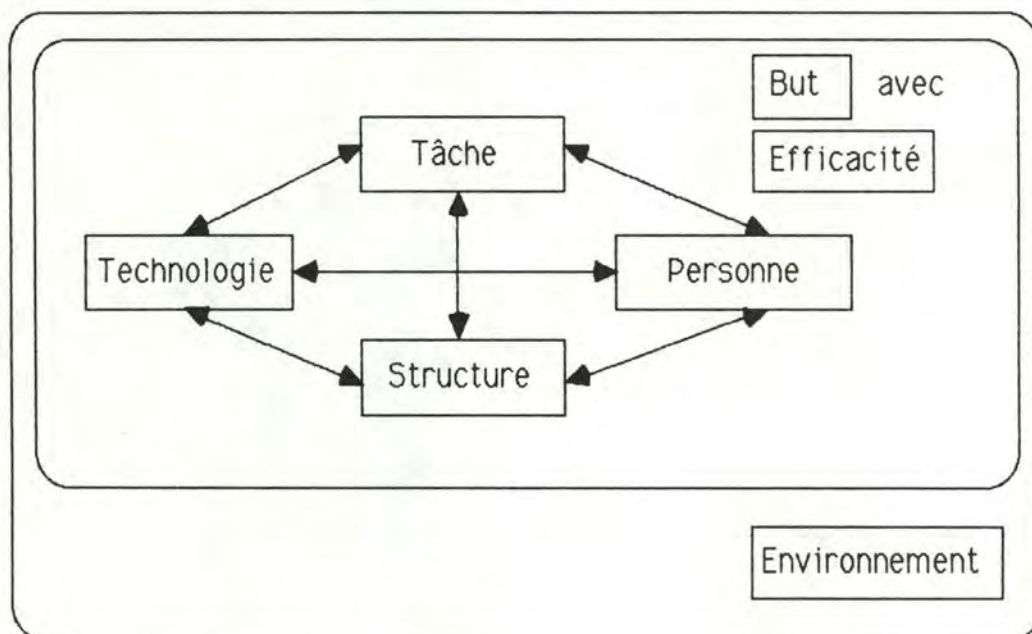 But avec
Tâche
Efficacité
Technologie
Personne
Structure
Environnement